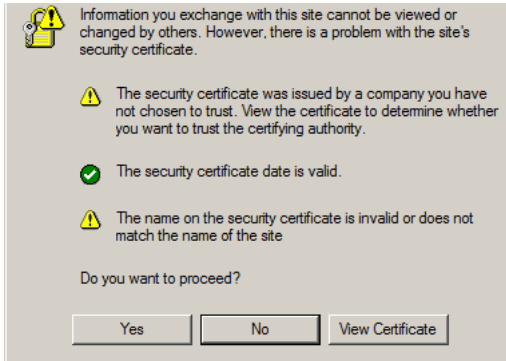 Information you exchange with this site cannot be viewed or
changed by others. However, there is a problem with the site's
security certificate.
The security certificate was issued by a company you have
not chosen to trust. View the certificate to determine whether
you want to trust the certifying authority.
The security certificate date is valid.
The name on the security certificate is invalid or does not
match the name of the site
Do you want to proceed?
Yes No View Certificate